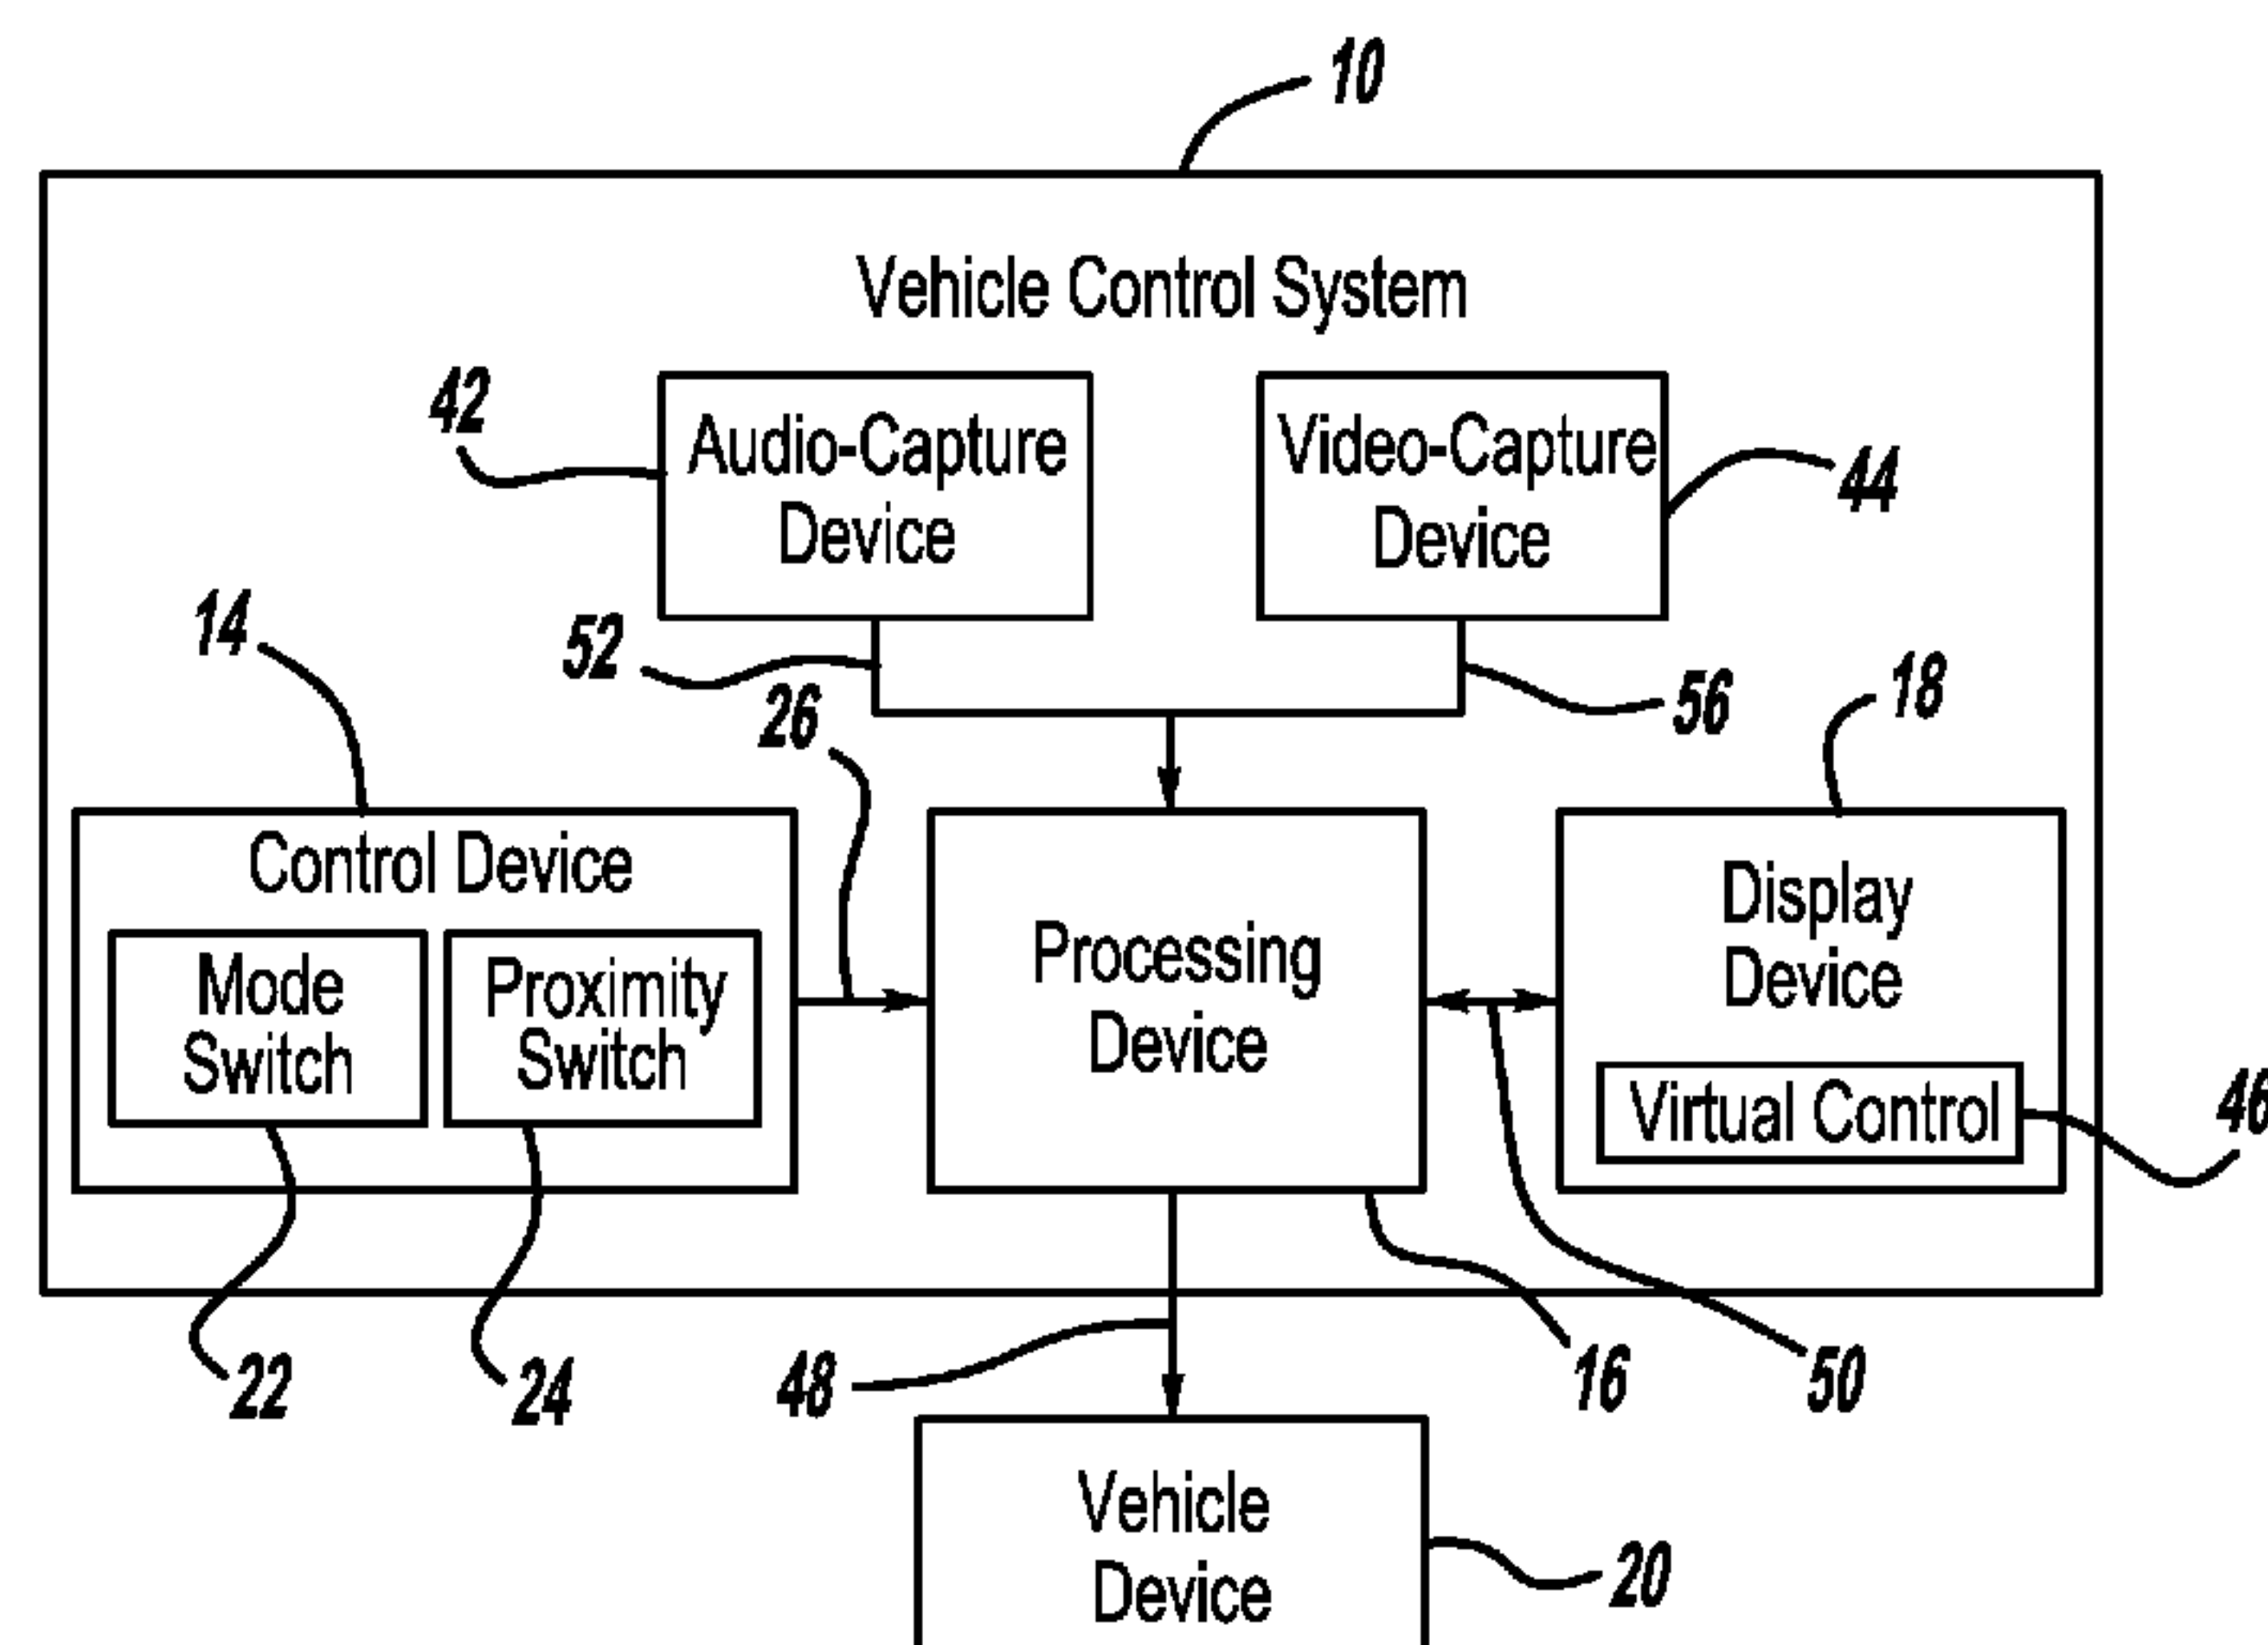 10
Vehicle Control System
42
Audio-Capture
Device
Video-Capture
Device
44
14
52
26
56
18
Control Device
Mode
Switch
Proximity
Switch
Processing
Device
Display
Device
Virtual Control
46
22
24
48
16
50
Vehicle
Device
20